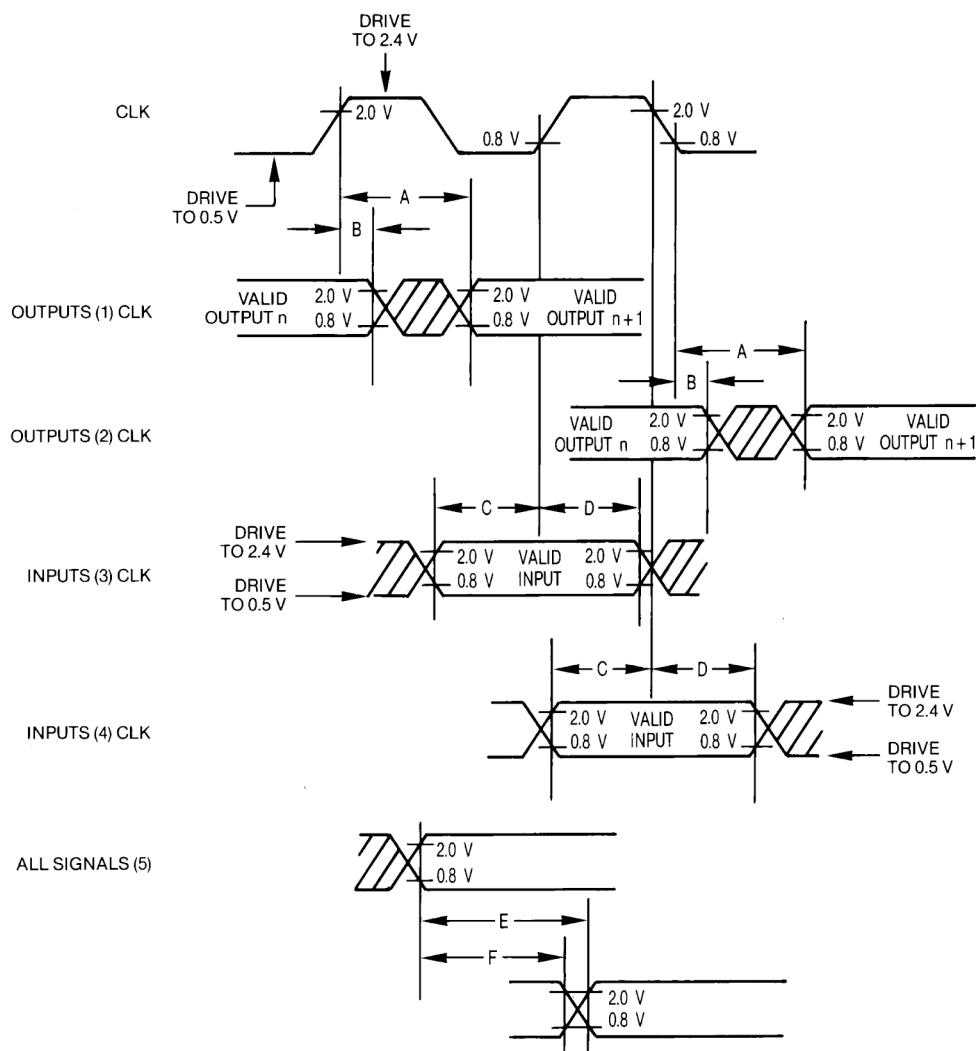 DRIVE
TO 2.4 V
CLK
2.0 V
2.0 V
0.8 V
0.8 V
DRIVE
TO 0.5 V
A
B
OUTPUTS (1) CLK
VALID
OUTPUT n
2.0 V
0.8 V
2.0 V
0.8 V
VALID
OUTPUT n+1
A
B
OUTPUTS (2) CLK
VALID
OUTPUT n
2.0 V
0.8 V
2.0 V
0.8 V
VALID
OUTPUT n+1
C
D
DRIVE
TO 2.4 V
INPUTS (3) CLK
DRIVE
TO 0.5 V
2.0 V
0.8 V
VALID
INPUT
2.0 V
0.8 V
C
D
INPUTS (4) CLK
2.0 V
0.8 V
VALID
INPUT
2.0 V
0.8 V
DRIVE
TO 2.4 V
DRIVE
TO 0.5 V
ALL SIGNALS (5)
2.0 V
0.8 V
E
F
2.0 V
0.8 V